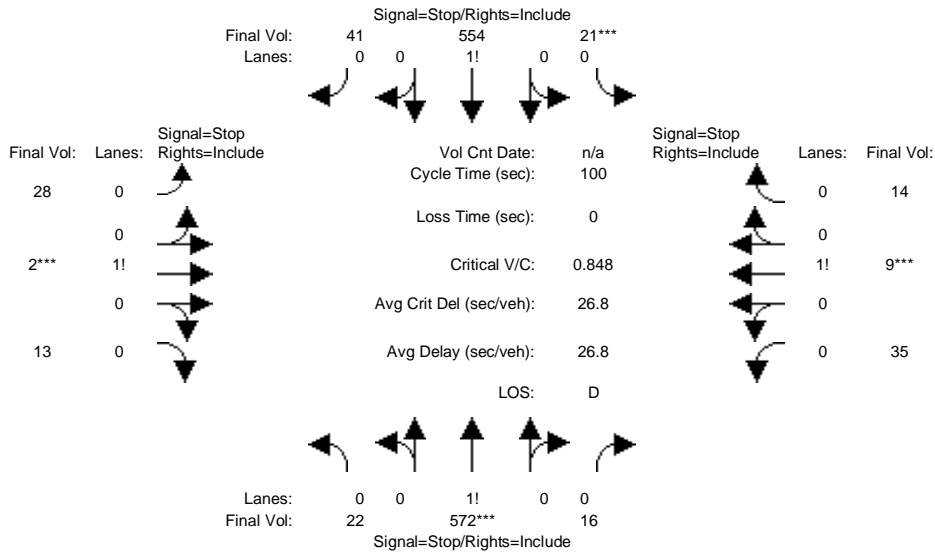 Signal=Stop/Rights=Include
Final Vol: 41 554 21***
Lanes: 0 0 1! 0 0
Signal=Stop Signal=Stop
Final Vol: Lanes: Rights=Include Vol Cnt Date: n/a Rights=Include Lanes: Final Vol:
Cycle Time (sec): 100
28 0 0 14
Loss Time (sec): 0
0 0
2*** 1! Critical V/C: 0.848 1! 9***
0 Avg Crit Del (sec/veh): 26.8 0
13 0 Avg Delay (sec/veh): 26.8 0 35
LOS: D
Lanes: 0 0 1! 0 0
Final Vol: 22 572*** 16
Signal=Stop/Rights=Include